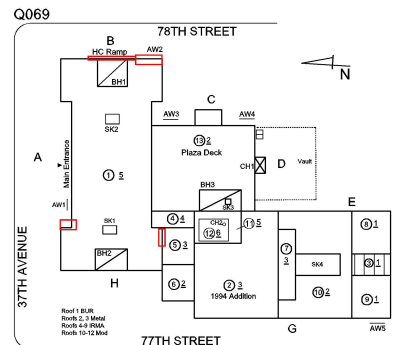 Q069
78TH STREET
B
HC Ramp
AW2
BH1
N
C
AW3
AW4
SK2
13 2
Plaza Deck
CH1
D
Vault
A
Main Entrance
1 5
BH3
SK3
E
AW1
SK1
4 4
CH2
12 6
11 5
8 1
37TH AVENUE
BH2
5 3
7 3
SK4
3 1
6 2
2 3
10 2
9 1
H
1994 Addition
G
AW5
Roof 1 BUR
Roofs 2, 3 Metal
Roofs 4-9 IRMA
Roofs 10-12 Mod
77TH STREET